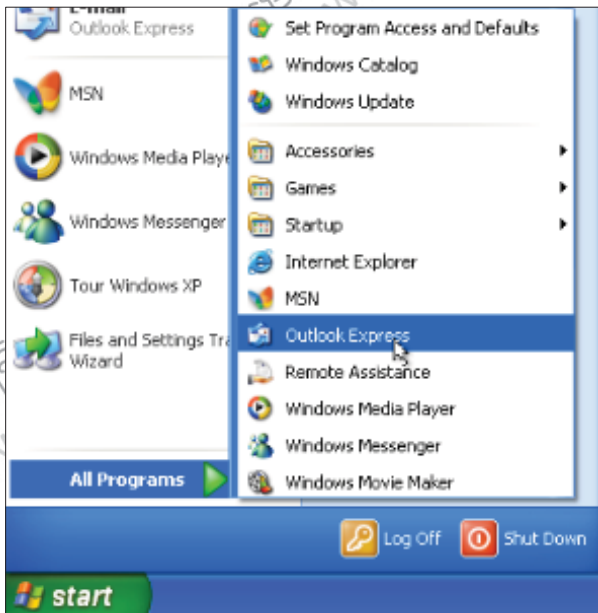 E-mail
Outlook Express
MSN
Windows Media Playe
Windows Messenger
Tour Windows XP
Files and Settings Tra
Wizard
All Programs
Set Program Access and Defaults
Windows Catalog
Windows Update
Accessories
Games
Startup
Internet Explorer
MSN
Outlook Express
Remote Assistance
Windows Media Player
Windows Messenger
Windows Movie Maker
Log Off
Shut Down
start